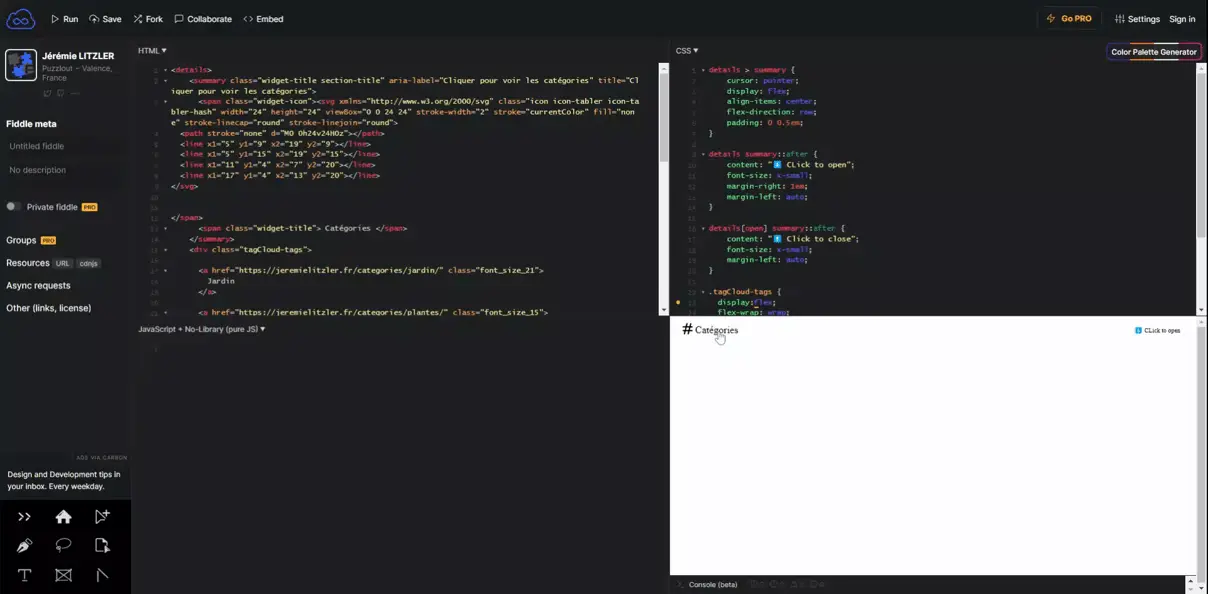 Run Save Fork Collaborate Embed Go PRO Settings Sign in
Jérémie LITZLER
Puzzlout – Valence,
France
Fiddle meta
Untitled fiddle
No description
Private fiddle PRO
Groups PRO
Resources URL cdnjs
Async requests
Other (links, license)
ADS VIA CARBON
Design and Development tips in
your inbox. Every weekday.
HTML
<details>
<summary class="widget-title section-title" aria-label="Cliquer pour voir les catégories" title="Cl
iquer pour voir les catégories">
<span class="widget-icon"><svg xmlns="http://www.w3.org/2000/svg" class="icon icon-tabler icon-ta
bler-hash" width="24" height="24" viewBox="0 0 24 24" stroke-width="2" stroke="currentColor" fill="non
e" stroke-linecap="round" stroke-linejoin="round">
<path stroke="none" d="M0 0h24v24H0z"></path>
<line x1="5" y1="9" x2="19" y2="9"></line>
<line x1="5" y1="15" x2="19" y2="15"></line>
<line x1="11" y1="4" x2="7" y2="20"></line>
<line x1="17" y1="4" x2="13" y2="20"></line>
</svg>
</span>
<span class="widget-title"> Catégories </span>
</summary>
<div class="tagCloud-tags">
<a href="https://jeremielitzler.fr/categories/jardin/" class="font_size_21">
Jardin
</a>
<a href="https://jeremielitzler.fr/categories/plantes/" class="font_size_15">
JavaScript + No-Library (pure JS)
CSS
Color Palette Generator
details > summary {
cursor: pointer;
display: flex;
align-items: center;
flex-direction: row;
padding: 0 0.5em;
}
details summary::after {
content: "⬇️ CLick to open";
font-size: x-small;
margin-right: 1mm;
margin-left: auto;
}
details[open] summary::after {
content: "⬆️ Click to close";
font-size: x-small;
margin-left: auto;
}
.tagCloud-tags {
display:flex;
flex-wrap: wrap;
# Catégories
⬇️ CLick to open
Console (beta)